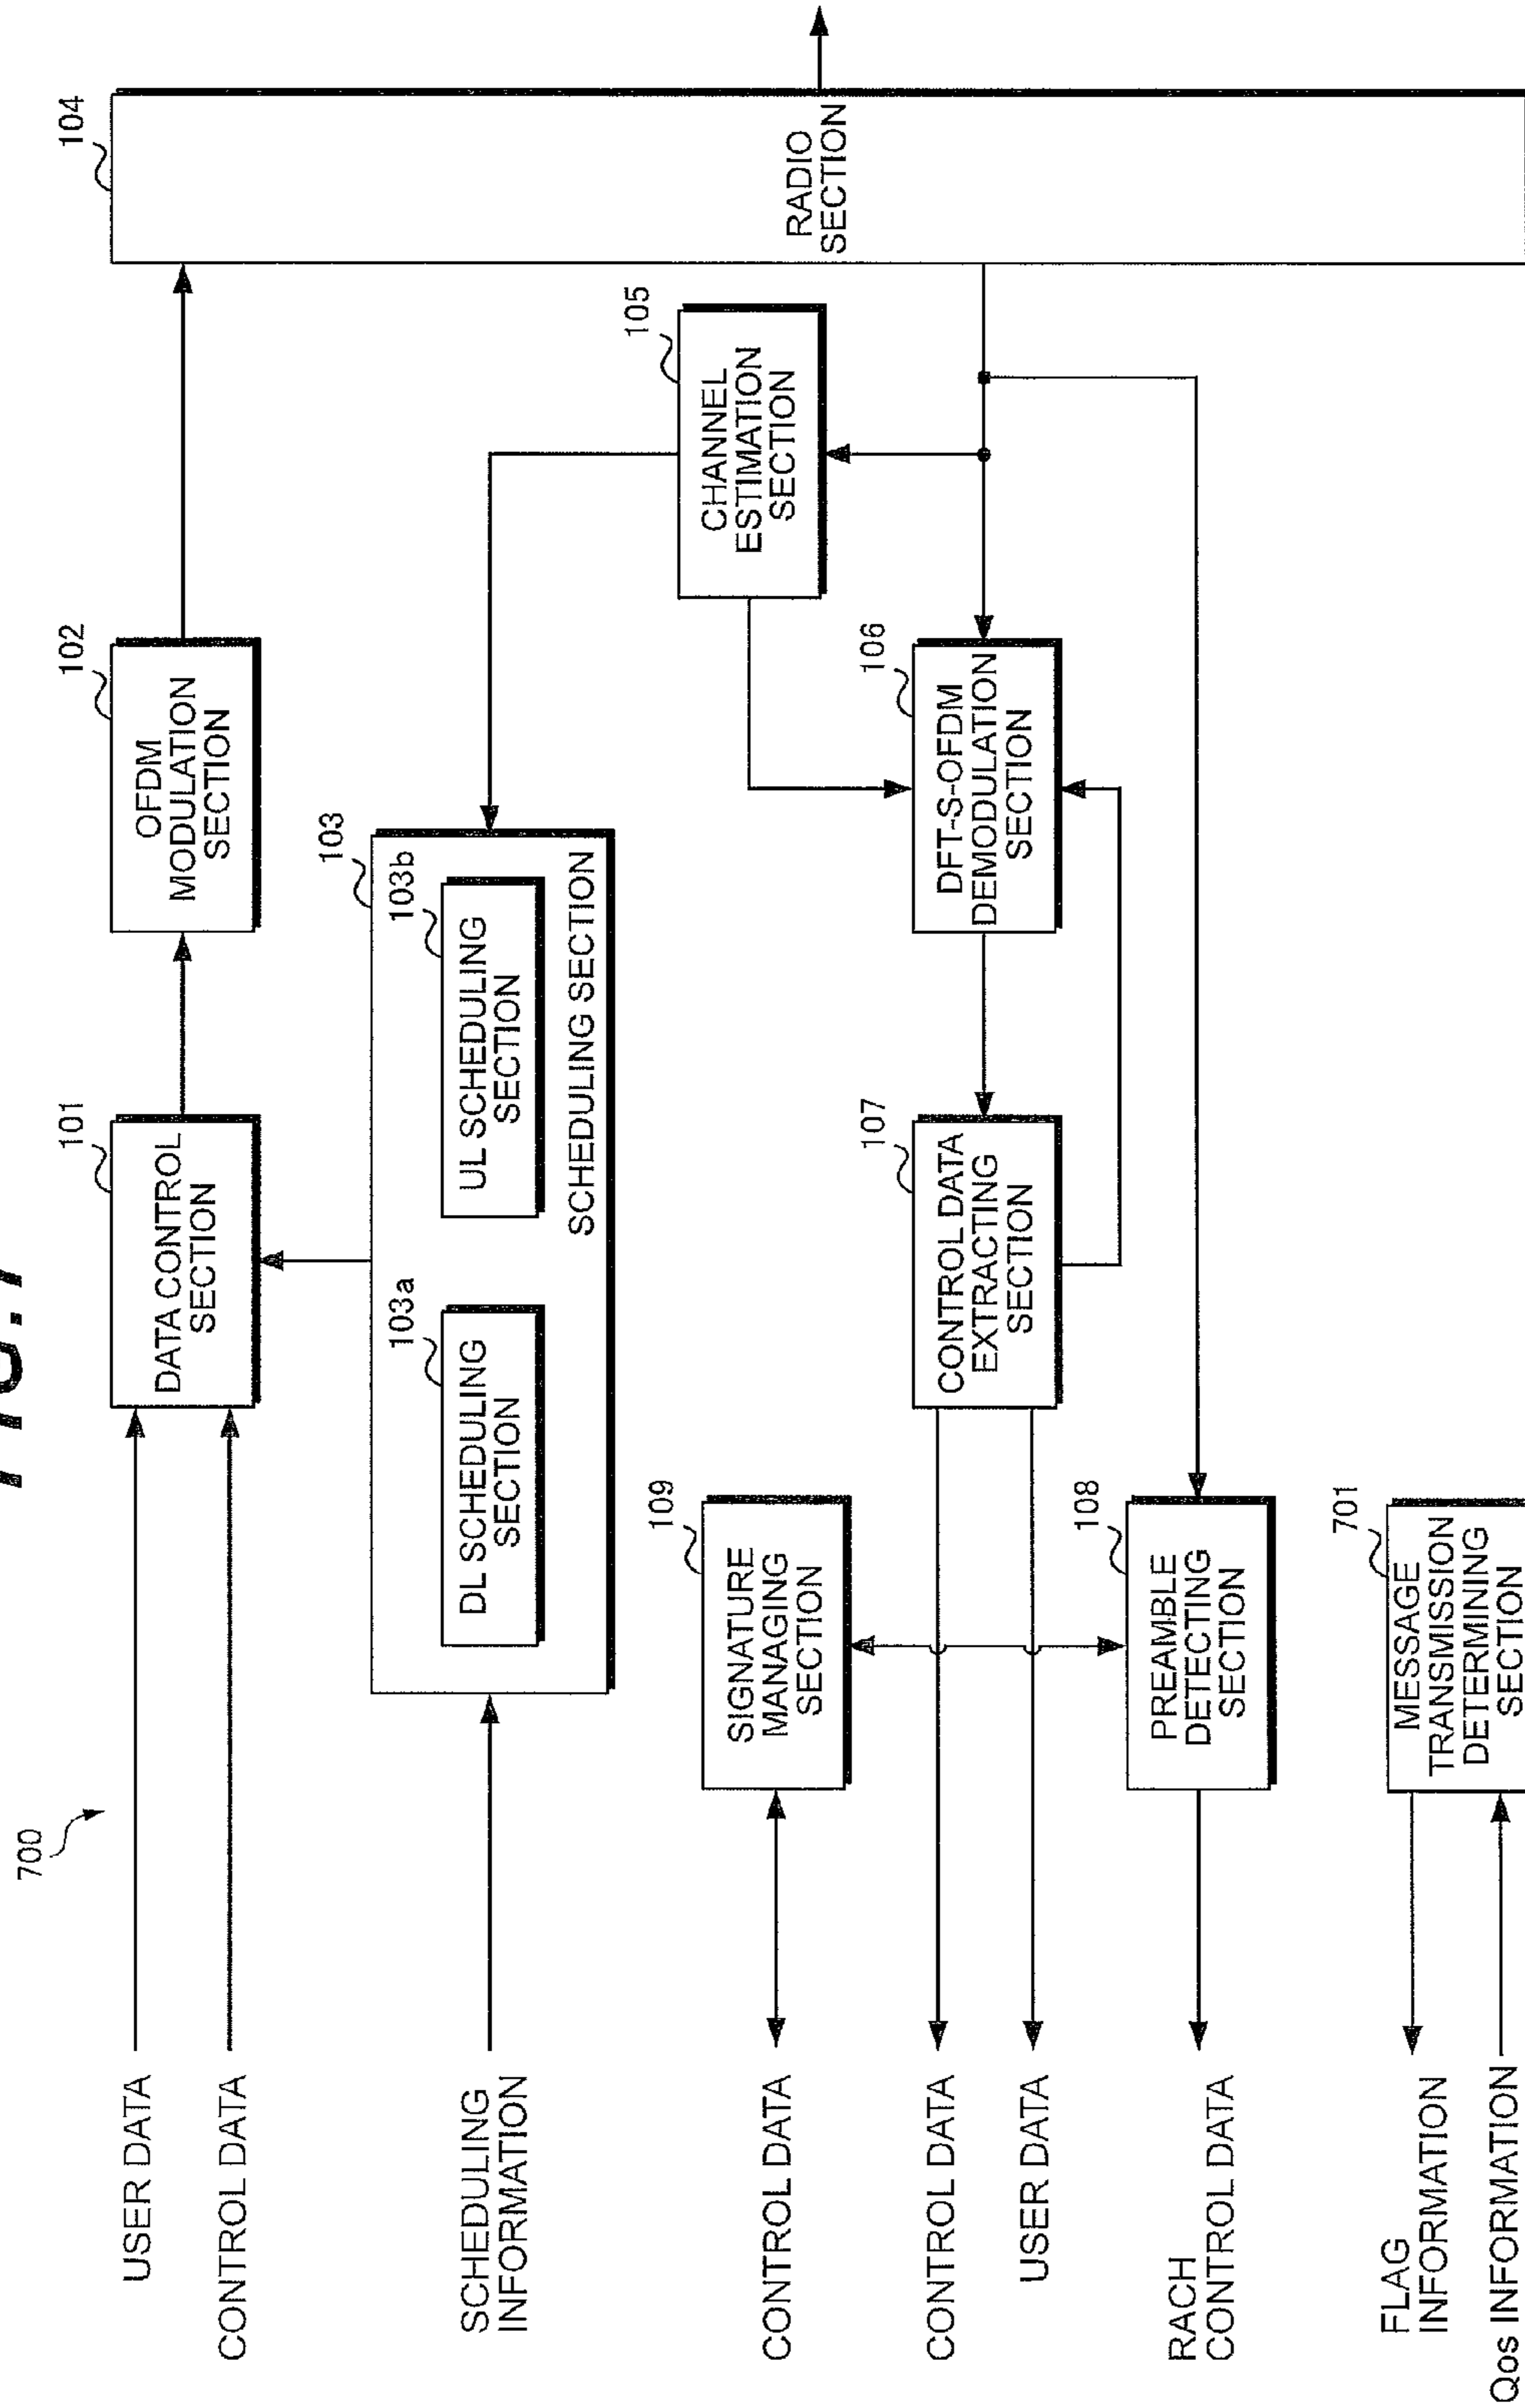 700
USER DATA
CONTROL DATA
101
DATA CONTROL
SECTION
102
OFDM
MODULATION
SECTION
104
RADIO
SECTION
SCHEDULING
INFORMATION
103
103a
DL SCHEDULING
SECTION
103b
UL SCHEDULING
SECTION
SCHEDULING SECTION
105
CHANNEL
ESTIMATION
SECTION
CONTROL DATA
109
SIGNATURE
MANAGING
SECTION
CONTROL DATA
USER DATA
107
CONTROL DATA
EXTRACTING
SECTION
106
DFT-S-OFDM
DEMODULATION
SECTION
RACH
CONTROL DATA
108
PREAMBLE
DETECTING
SECTION
FLAG
INFORMATION
Qos INFORMATION
701
MESSAGE
TRANSMISSION
DETERMINING
SECTION